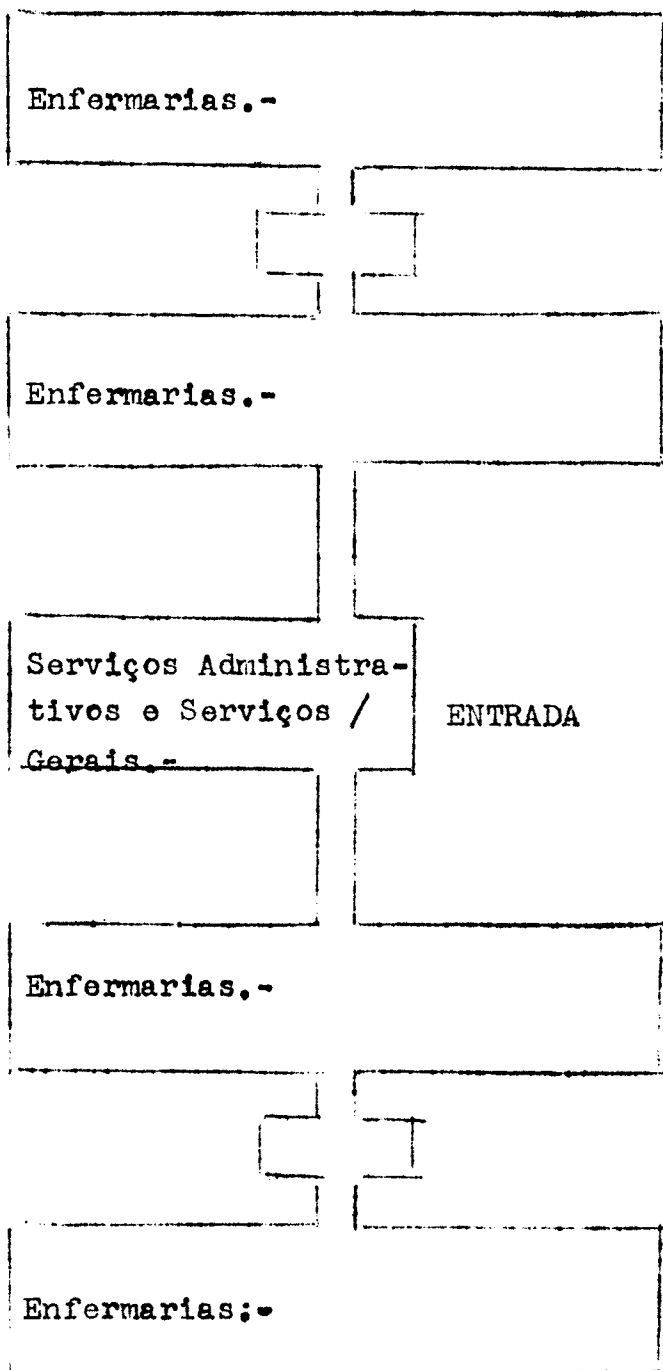 Enfermarias.-
Enfermarias.-
Serviços Administra-
tivos e Serviços /
Gerais.-
ENTRADA
Enfermarias.-
Enfermarias:-